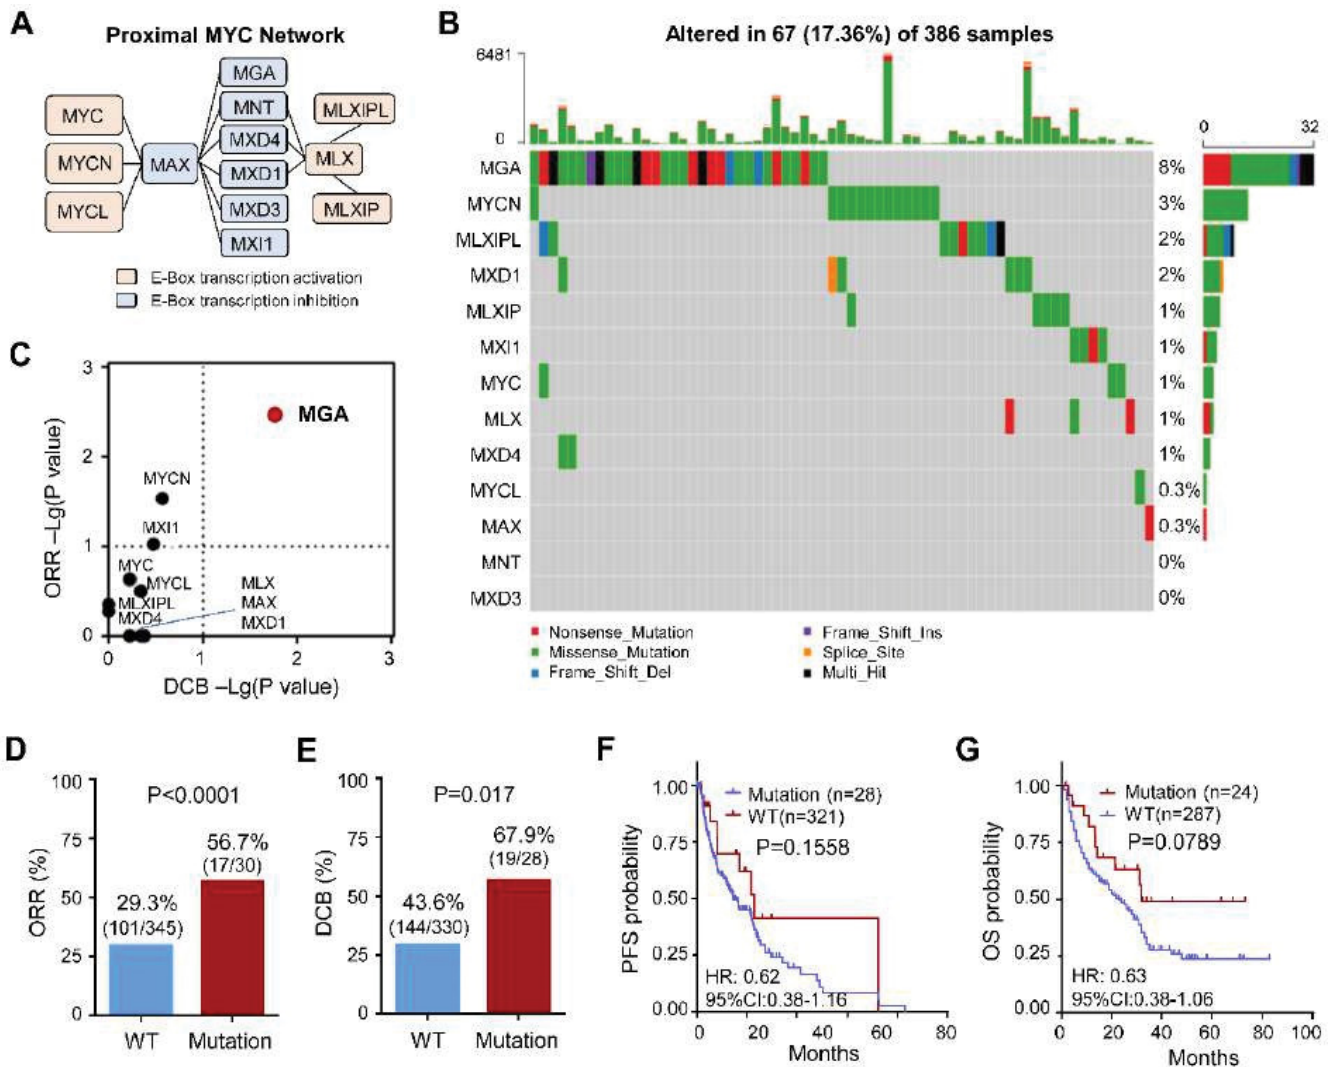 A
Proximal MYC Network
MYC
MYCN
MYCL
MAX
MGA
MNT
MXD4
MXD1
MXD3
MXI1
MLX
MLXIPL
MLXIP
E-Box transcription activation
E-Box transcription inhibition
B
Altered in 67 (17.36%) of 386 samples
6481
0
0 32
MGA 8%
MYCN 3%
MLXIPL 2%
MXD1 2%
MLXIP 1%
MXI1 1%
MYC 1%
MLX 1%
MXD4 1%
MYCL 0.3%
MAX 0.3%
MNT 0%
MXD3 0%
Nonsense_Mutation
Missense_Mutation
Frame_Shift_Del
Frame_Shift_Ins
Splice_Site
Multi_Hit
C
ORR –Lg(P value)
3
2
1
0
MGA
MYCN
MXI1
MYC
MYCL
MLXIPL
MXD4
MLX
MAX
MXD1
0 1 2 3
DCB –Lg(P value)
D
ORR (%)
100
75
50
25
0
P<0.0001
29.3%
(101/345)
56.7%
(17/30)
WT Mutation
E
DCB (%)
100
75
50
25
0
P=0.017
43.6%
(144/330)
67.9%
(19/28)
WT Mutation
F
PFS probability
1.00
0.75
0.50
0.25
0.00
Mutation (n=28)
WT(n=321)
P=0.1558
HR: 0.62
95%CI:0.38-1.16
0 20 40 60 80
Months
G
OS probability
1.00
0.75
0.50
0.25
0.00
Mutation (n=24)
WT(n=287)
P=0.0789
HR: 0.63
95%CI:0.38-1.06
0 20 40 60 80 100
Months